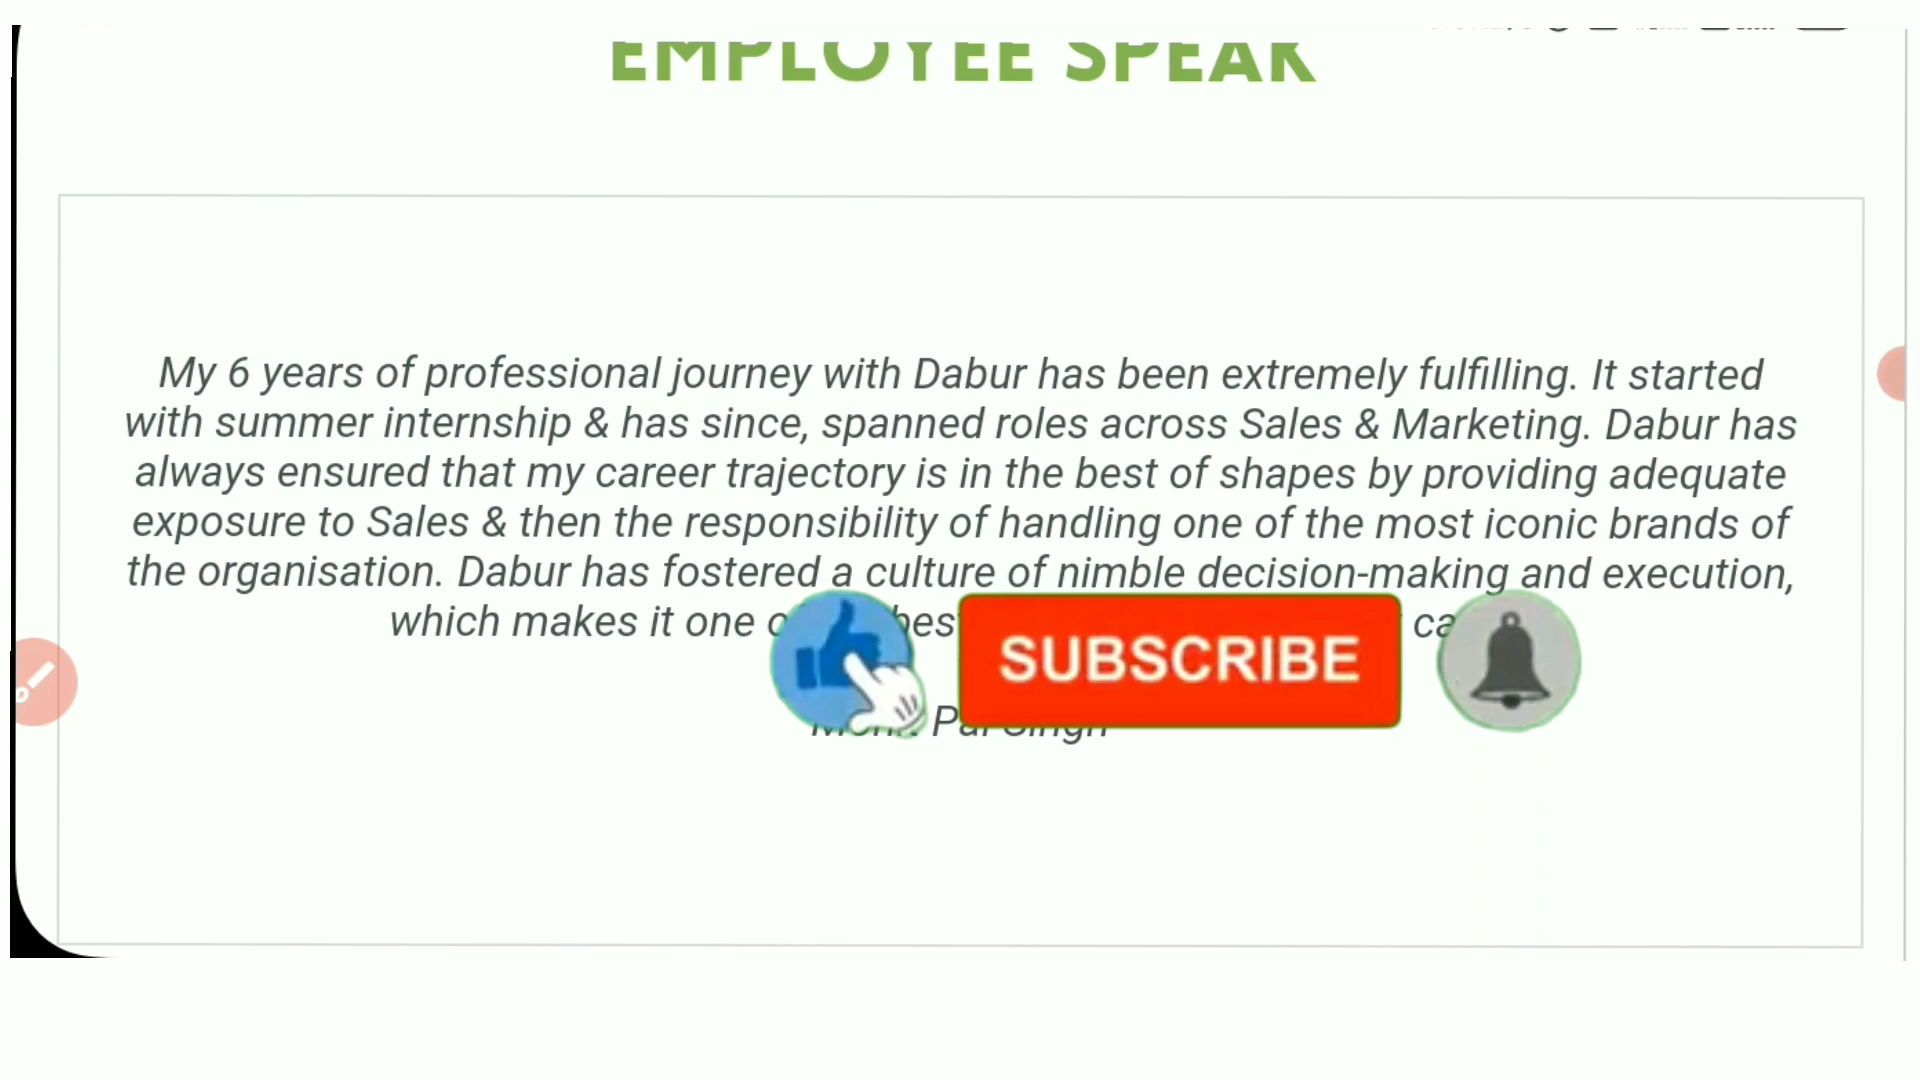 EMPLOYEE SPEAK
My 6 years of professional journey with Dabur has been extremely fulfilling. It started
with summer internship & has since, spanned roles across Sales & Marketing. Dabur has
always ensured that my career trajectory is in the best of shapes by providing adequate
exposure to Sales & then the responsibility of handling one of the most iconic brands of
the organisation. Dabur has fostered a culture of nimble decision-making and execution,
which makes it one
SUBSCRIBE
Pal Singh